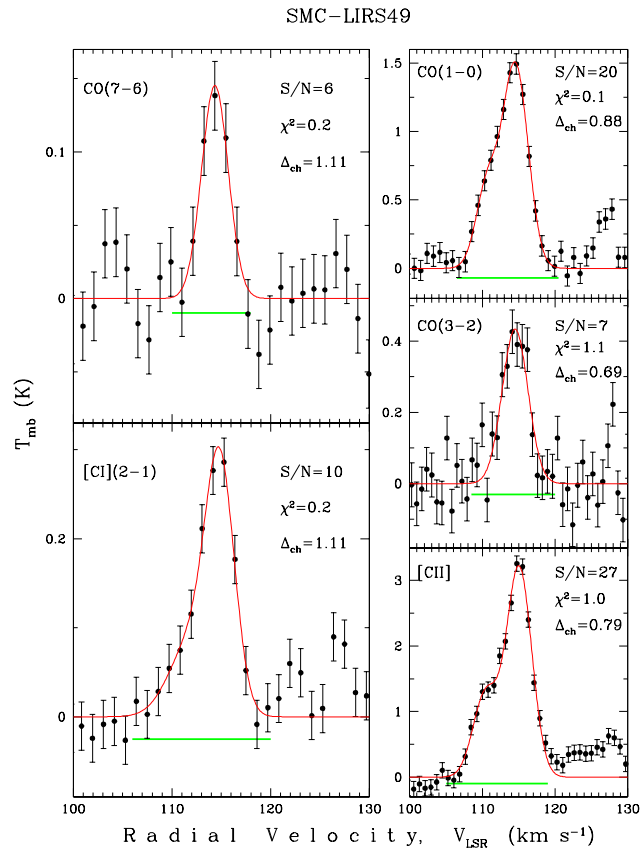 SMC-LIRS49
CO(7-6)
S/N=6
χ²=0.2
Δch=1.11
0.1
0
[CI](2-1)
S/N=10
χ²=0.2
Δch=1.11
0.2
0
100 110 120 130
CO(1-0)
S/N=20
χ²=0.1
Δch=0.88
1.5
1
0.5
0
CO(3-2)
S/N=7
χ²=1.1
Δch=0.69
0.4
0.2
0
[CII]
S/N=27
χ²=1.0
Δch=0.79
3
2
1
0
100 110 120 130
Tmb (K)
Radial Velocity, VLSR (km s⁻¹)